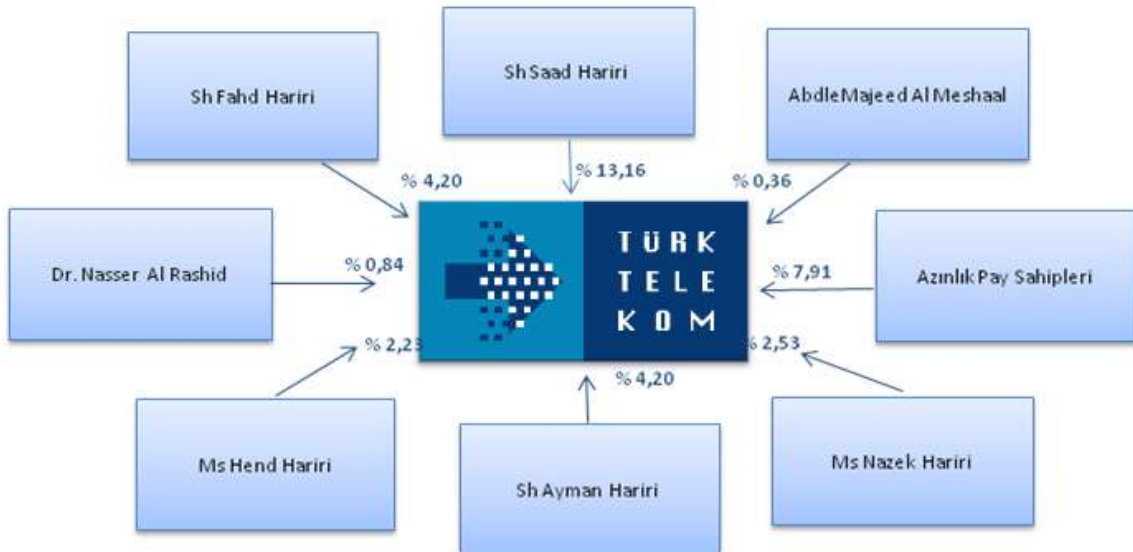 Sh Fahd Hariri
Sh Saad Hariri
AbdleMajeed Al Meshaal
% 4,20
% 13,16
% 0,36
Dr. Nasser Al Rashid
% 0,84
TÜRK
TELE
KOM
% 7,91
Azınlık Pay Sahipleri
% 2,23
% 2,53
% 4,20
Ms Hend Hariri
Sh Ayman Hariri
Ms Nazek Hariri